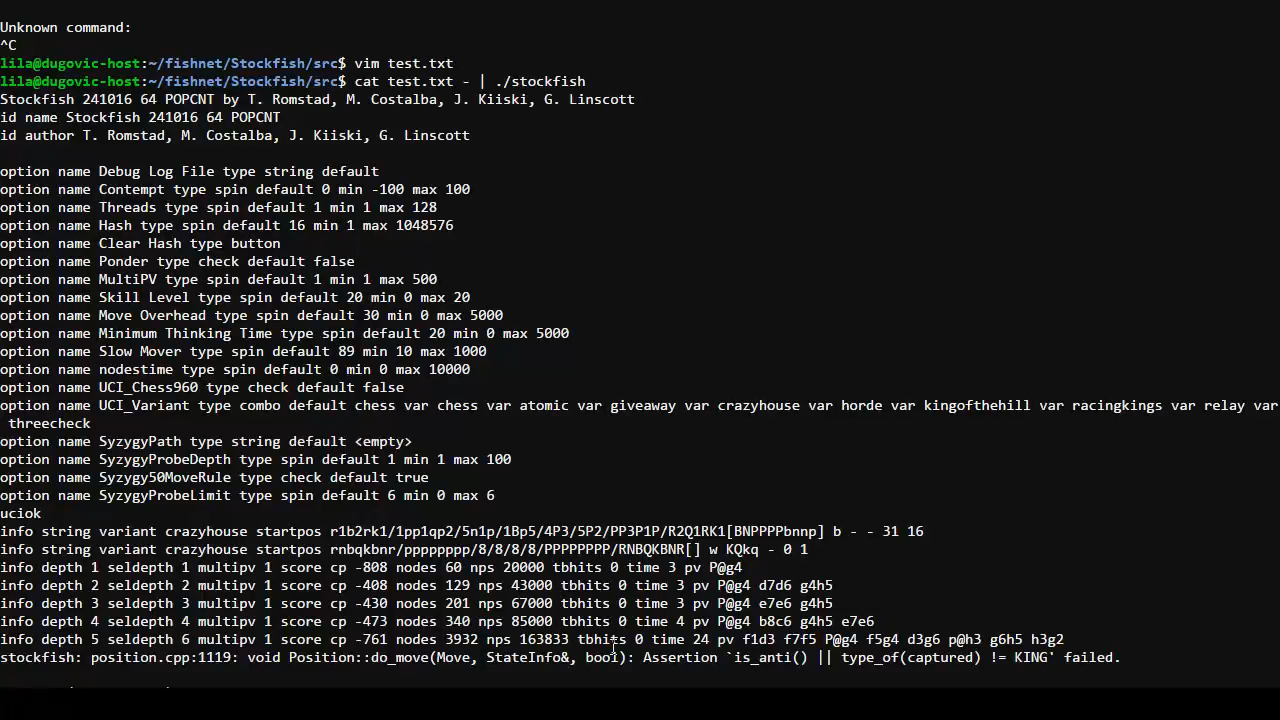 Unknown command:
^C
lila@dugovic-host:~/fishnet/Stockfish/src$ vim test.txt
lila@dugovic-host:~/fishnet/Stockfish/src$ cat test.txt - | ./stockfish
Stockfish 241016 64 POPCNT by T. Romstad, M. Costalba, J. Kiiski, G. Linscott
id name Stockfish 241016 64 POPCNT
id author T. Romstad, M. Costalba, J. Kiiski, G. Linscott
option name Debug Log File type string default
option name Contempt type spin default 0 min -100 max 100
option name Threads type spin default 1 min 1 max 128
option name Hash type spin default 16 min 1 max 1048576
option name Clear Hash type button
option name Ponder type check default false
option name MultiPV type spin default 1 min 1 max 500
option name Skill Level type spin default 20 min 0 max 20
option name Move Overhead type spin default 30 min 0 max 5000
option name Minimum Thinking Time type spin default 20 min 0 max 5000
option name Slow Mover type spin default 89 min 10 max 1000
option name nodestime type spin default 0 min 0 max 10000
option name UCI_Chess960 type check default false
option name UCI_Variant type combo default chess var chess var atomic var giveaway var crazyhouse var horde var kingofthehill var racingkings var relay var
threecheck
option name SyzygyPath type string default <empty>
option name SyzygyProbeDepth type spin default 1 min 1 max 100
option name Syzygy50MoveRule type check default true
option name SyzygyProbeLimit type spin default 6 min 0 max 6
uciok
info string variant crazyhouse startpos r1b2rk1/1pp1qp2/5n1p/1Bp5/4P3/5P2/PP3P1P/R2Q1RK1[BNPPPPbnnp] b - - 31 16
info string variant crazyhouse startpos rnbqkbnr/pppppppp/8/8/8/8/PPPPPPPP/RNBQKBNR[] w KQkq - 0 1
info depth 1 seldepth 1 multipv 1 score cp -808 nodes 60 nps 20000 tbhits 0 time 3 pv P@g4
info depth 2 seldepth 2 multipv 1 score cp -408 nodes 129 nps 43000 tbhits 0 time 3 pv P@g4 d7d6 g4h5
info depth 3 seldepth 3 multipv 1 score cp -430 nodes 201 nps 67000 tbhits 0 time 3 pv P@g4 e7e6 g4h5
info depth 4 seldepth 4 multipv 1 score cp -473 nodes 340 nps 85000 tbhits 0 time 4 pv P@g4 b8c6 g4h5 e7e6
info depth 5 seldepth 6 multipv 1 score cp -761 nodes 3932 nps 163833 tbhits 0 time 24 pv f1d3 f7f5 P@g4 f5g4 d3g6 p@h3 g6h5 h3g2
stockfish: position.cpp:1119: void Position::do_move(Move, StateInfo&, bool): Assertion `is_anti() || type_of(captured) != KING' failed.